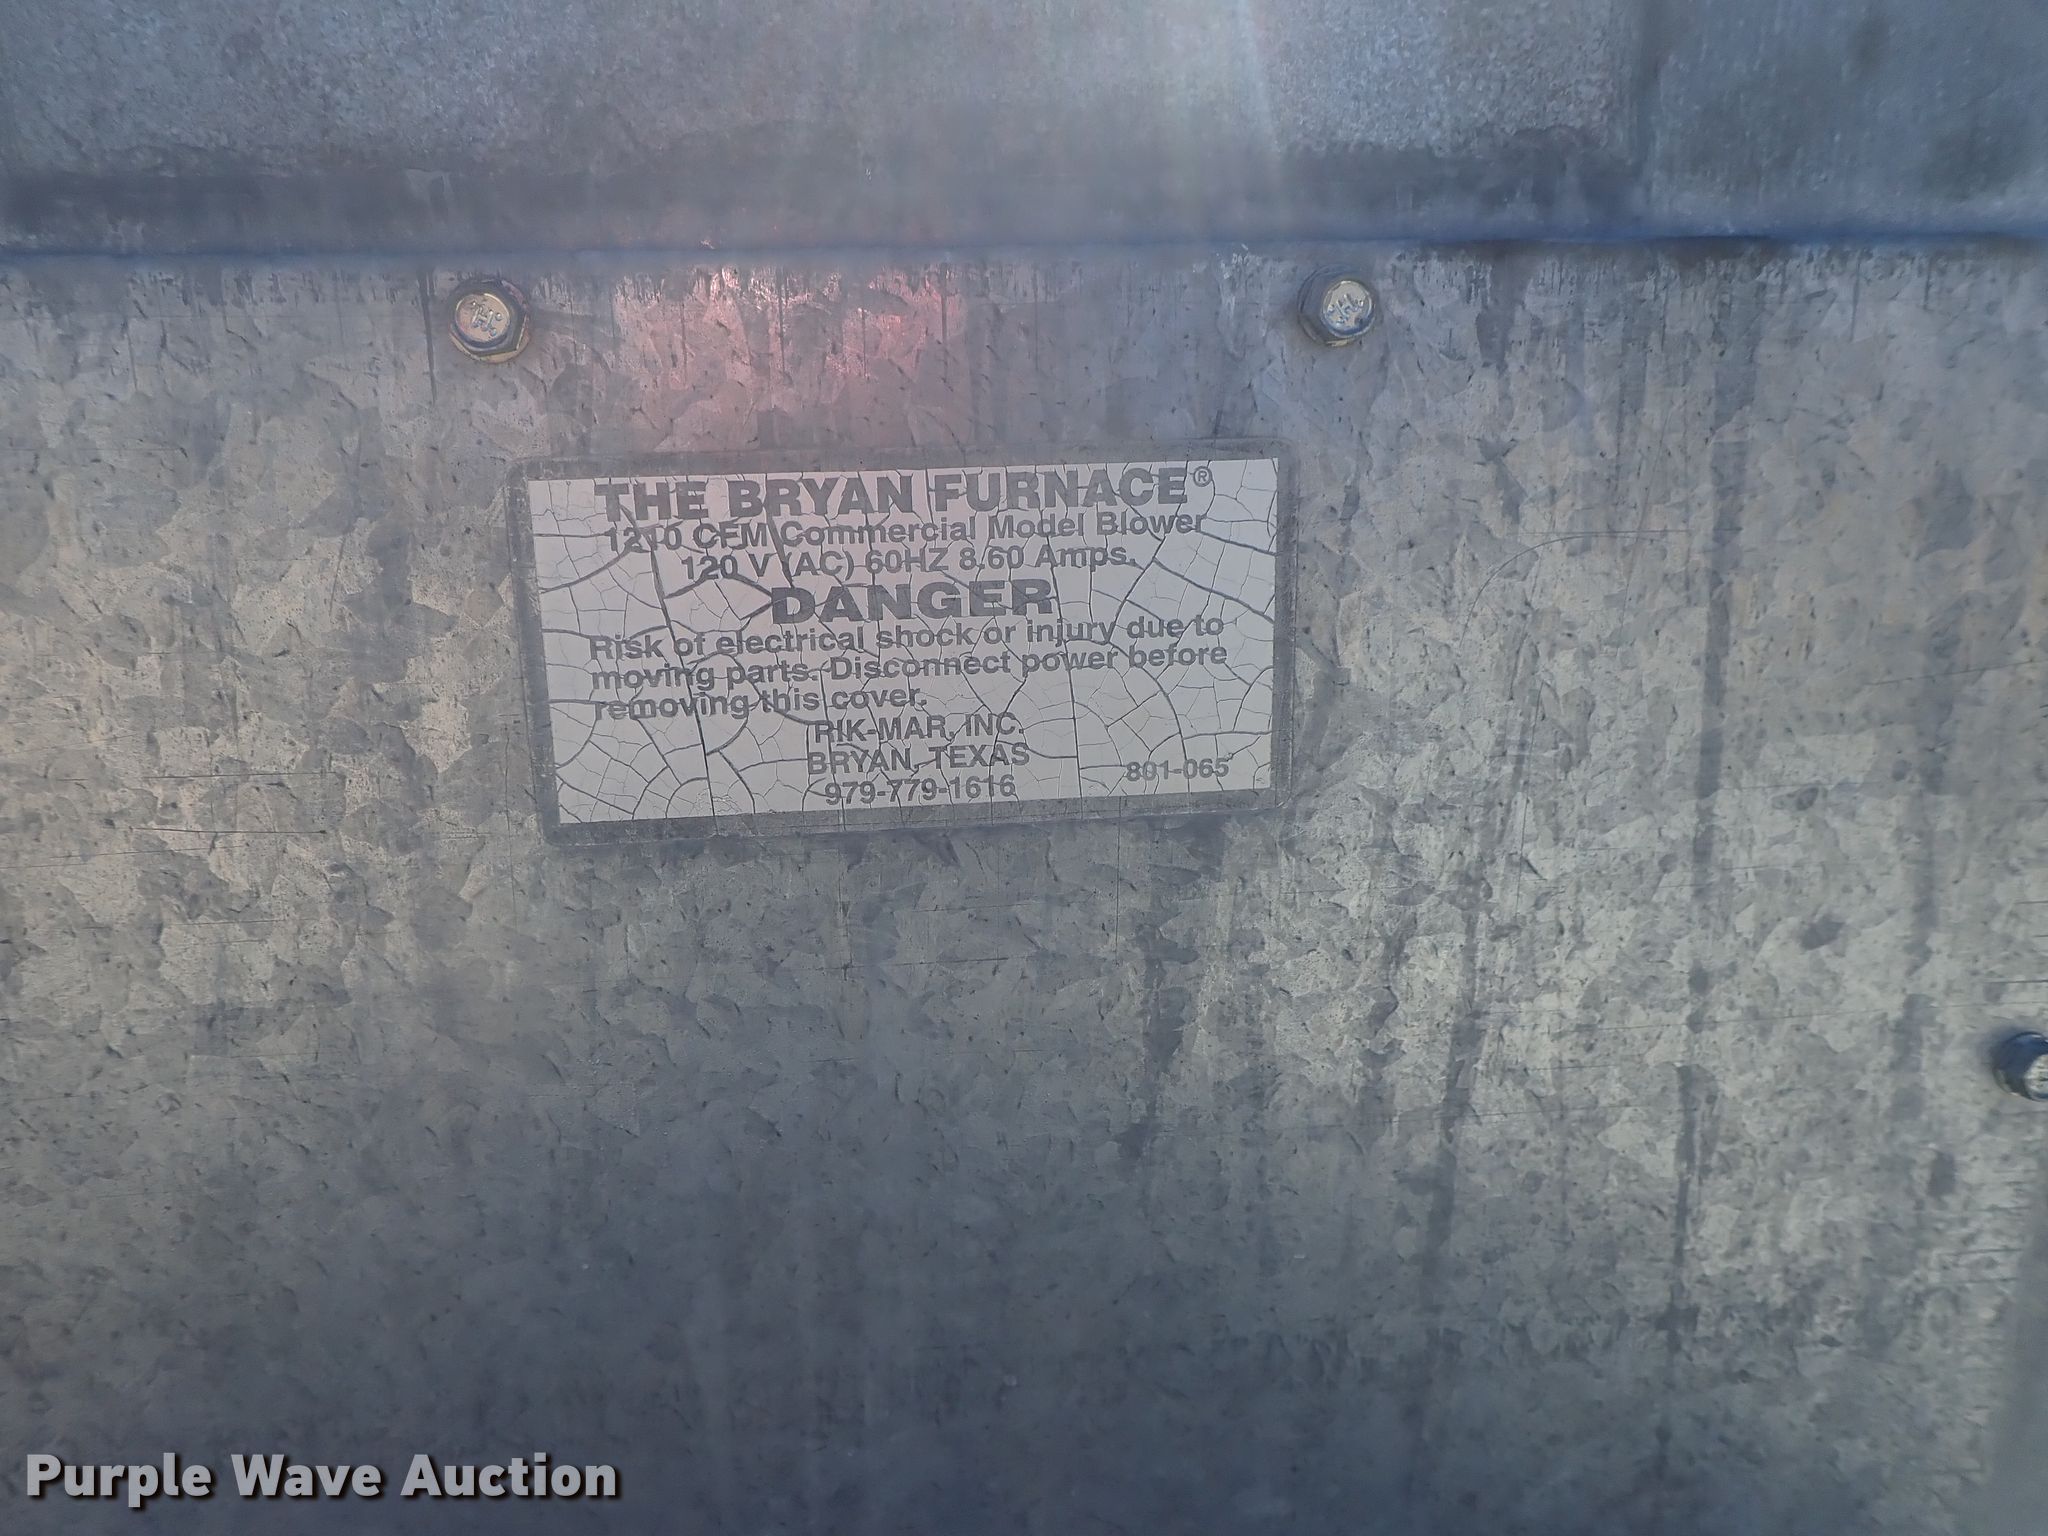 THE BRYAN FURNACE®
1210 CFM Commercial Model Blower
120 V (AC) 60HZ 8.60 Amps.
DANGER
Risk of electrical shock or injury due to
moving parts. Disconnect power before
removing this cover.
RIK-MAR, INC.
BRYAN, TEXAS
979-779-1616
801-065
Purple Wave Auction